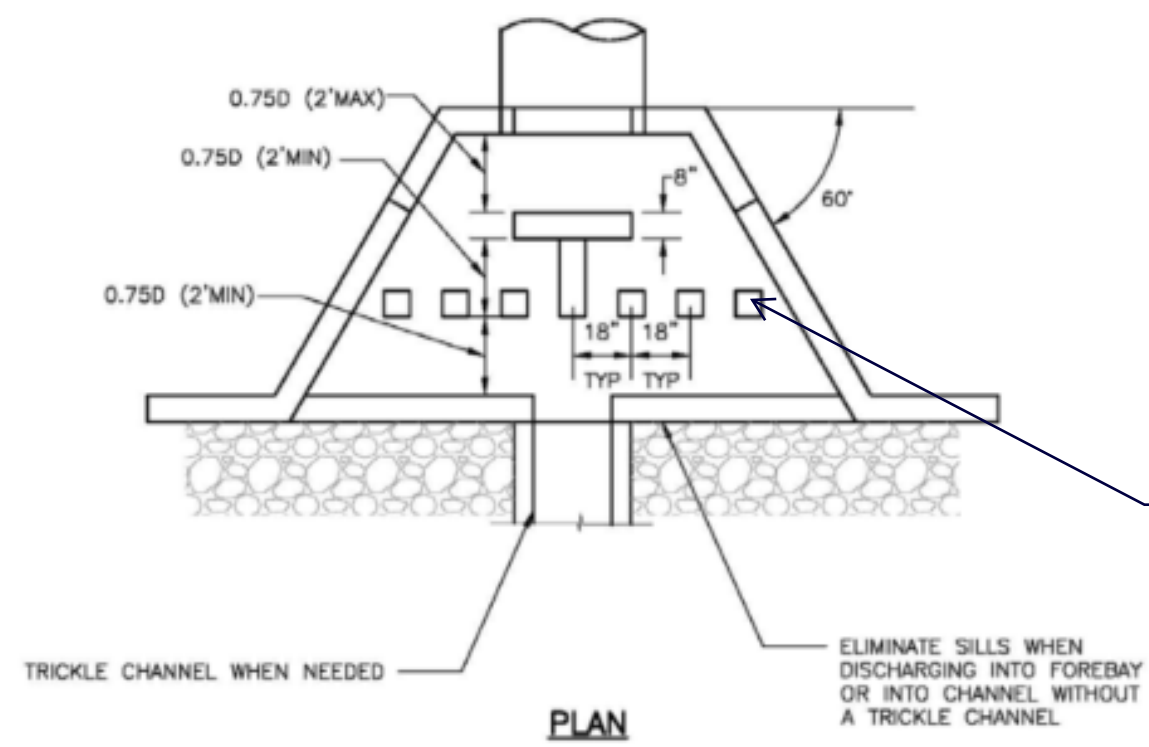 0.75D (2'MAX)
0.75D (2'MIN)
8"
60°
0.75D (2'MIN)
18" 18"
TYP TYP
TRICKLE CHANNEL WHEN NEEDED
ELIMINATE SILLS WHEN
DISCHARGING INTO FOREBAY
OR INTO CHANNEL WITHOUT
A TRICKLE CHANNEL
PLAN